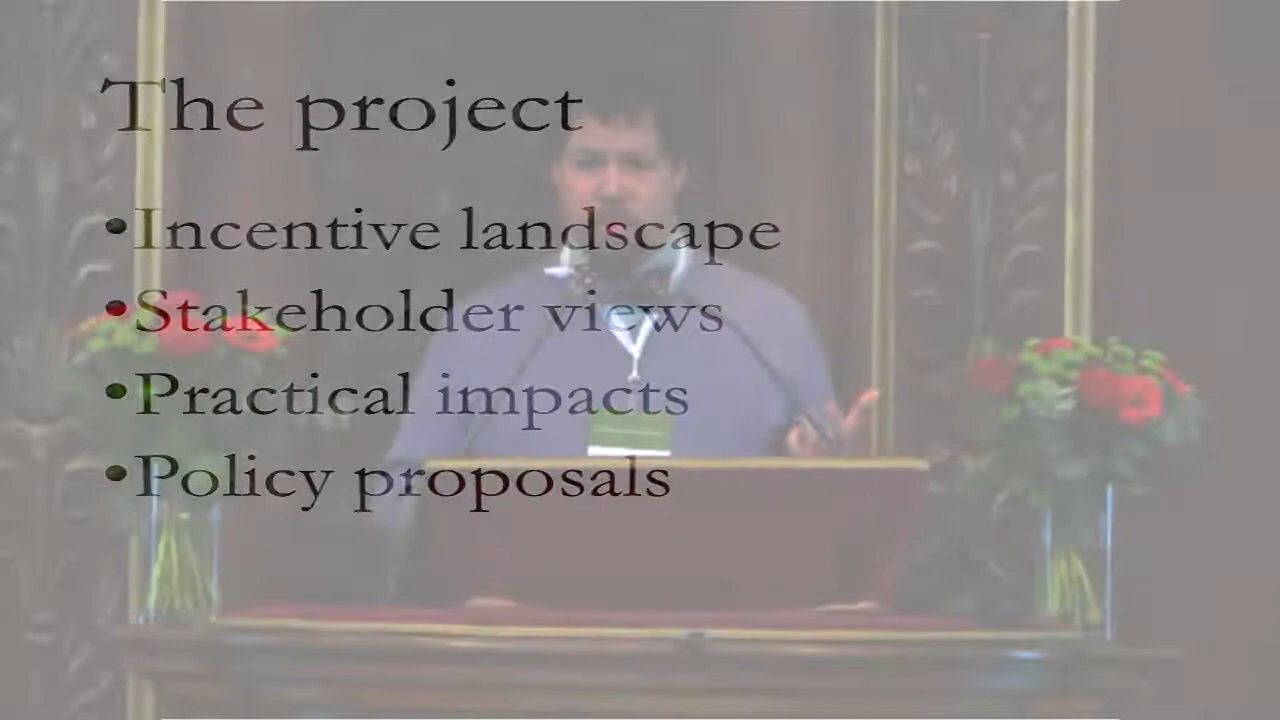 The project
•Incentive landscape
•Stakeholder views
•Practical impacts
•Policy proposals